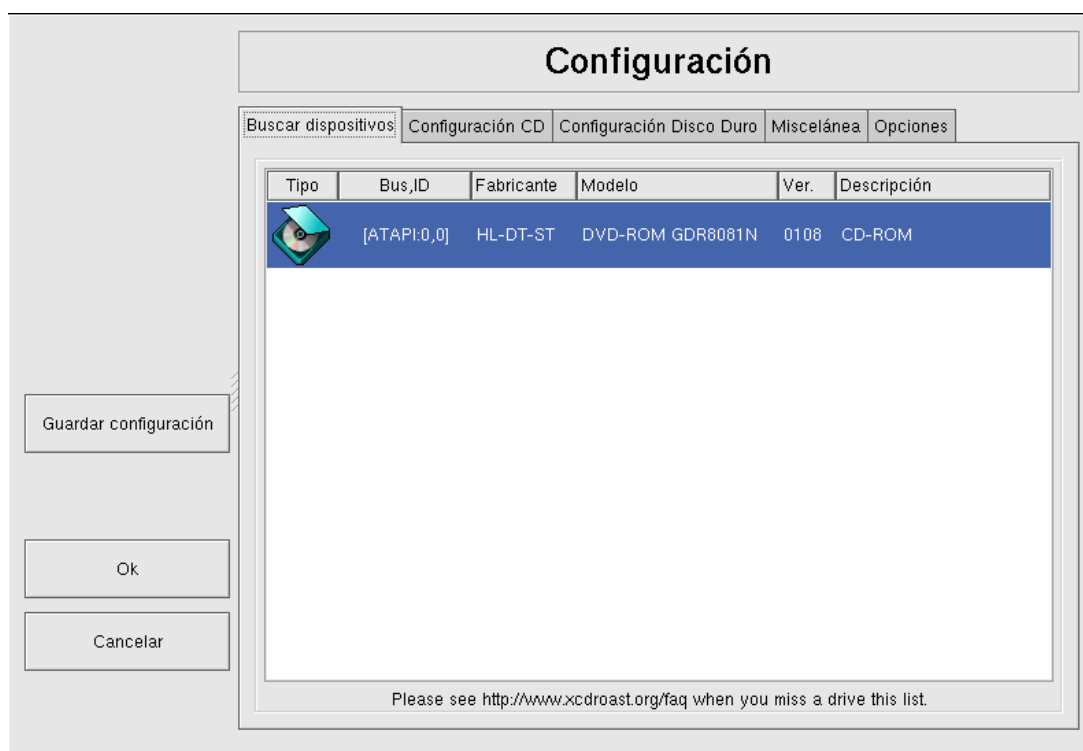 Configuración
Buscar dispositivos Configuración CD Configuración Disco Duro Miscelánea Opciones
Tipo Bus,ID Fabricante Modelo Ver. Descripción
[ATAPI:0,0] HL-DT-ST DVD-ROM GDR8081N 0108 CD-ROM
Guardar configuración
Ok
Cancelar
Please see http://www.xcdroast.org/faq when you miss a drive this list.